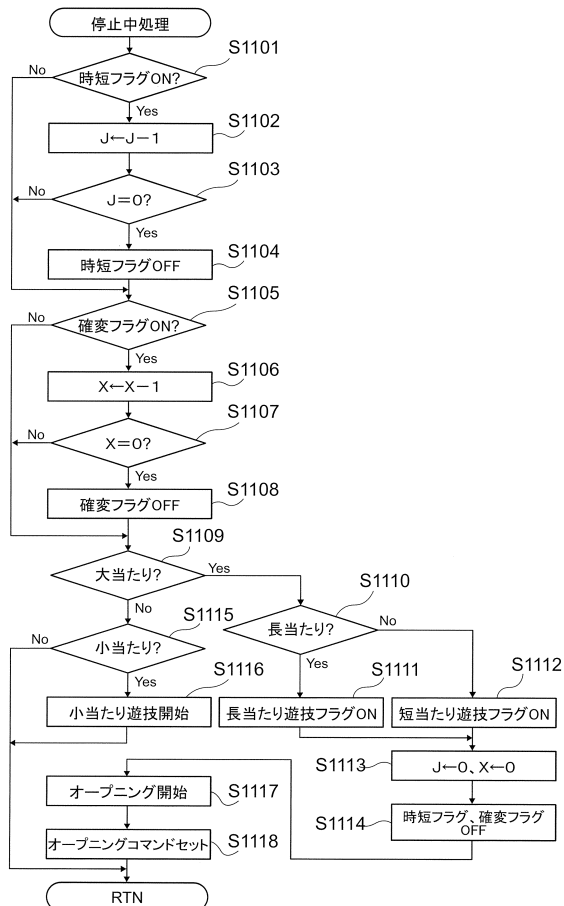 停止中処理
S1101
時短フラグON?
No
Yes
S1102
J←J−1
S1103
J=0?
No
Yes
S1104
時短フラグOFF
S1105
確変フラグON?
No
Yes
S1106
X←X−1
S1107
X=0?
No
Yes
S1108
確変フラグOFF
S1109
大当たり?
Yes
No
S1110
長当たり?
No
Yes
S1115
小当たり?
No
Yes
S1116
小当たり遊技開始
S1111
長当たり遊技フラグON
S1112
短当たり遊技フラグON
S1113
J←0、X←0
S1114
時短フラグ、確変フラグ
OFF
オープニング開始
S1117
オープニングコマンドセット
S1118
RTN